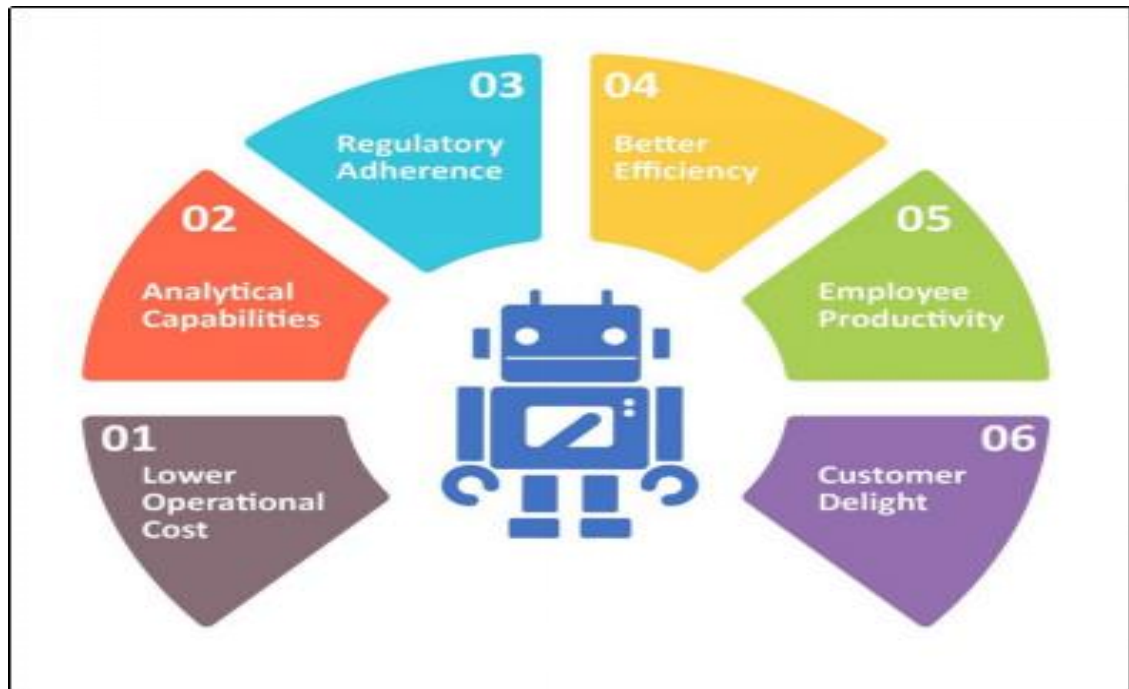 01
Lower
Operational
Cost
02
Analytical
Capabilities
03
Regulatory
Adherence
04
Better
Efficiency
05
Employee
Productivity
06
Customer
Delight